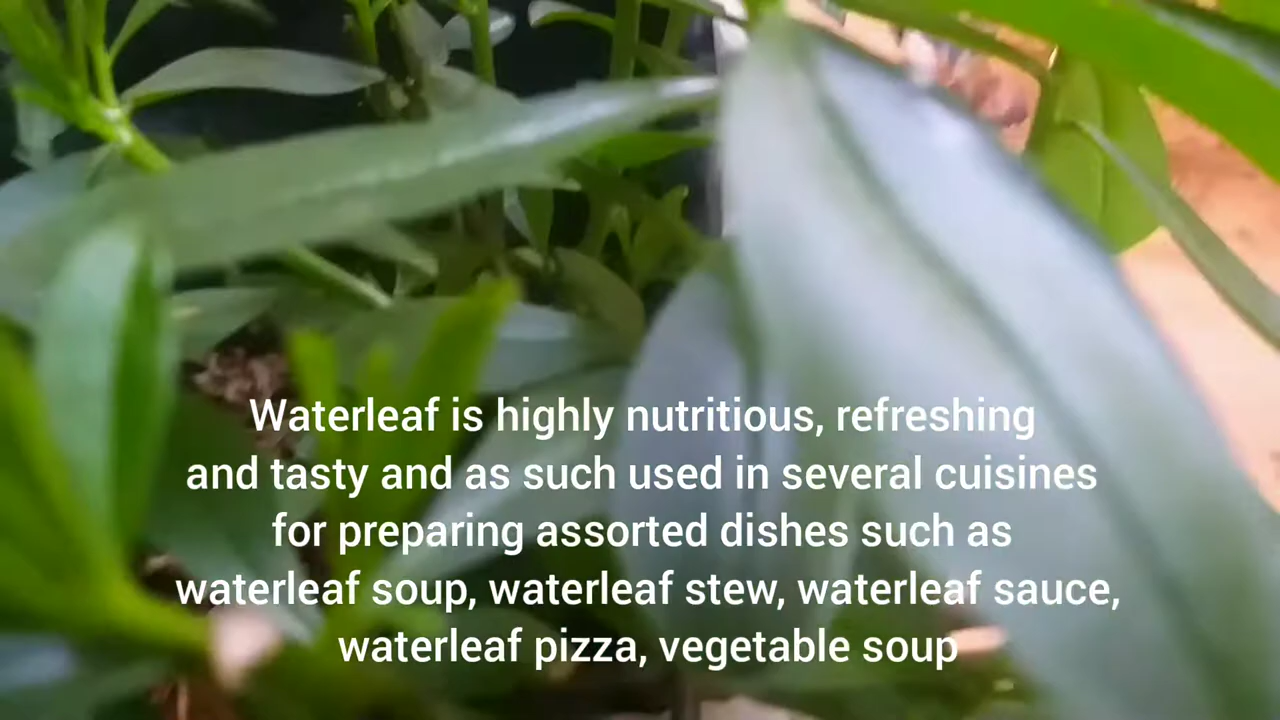 Waterleaf is highly nutritious, refreshing
and tasty and as such used in several cuisines
for preparing assorted dishes such as
waterleaf soup, waterleaf stew, waterleaf sauce,
waterleaf pizza, vegetable soup